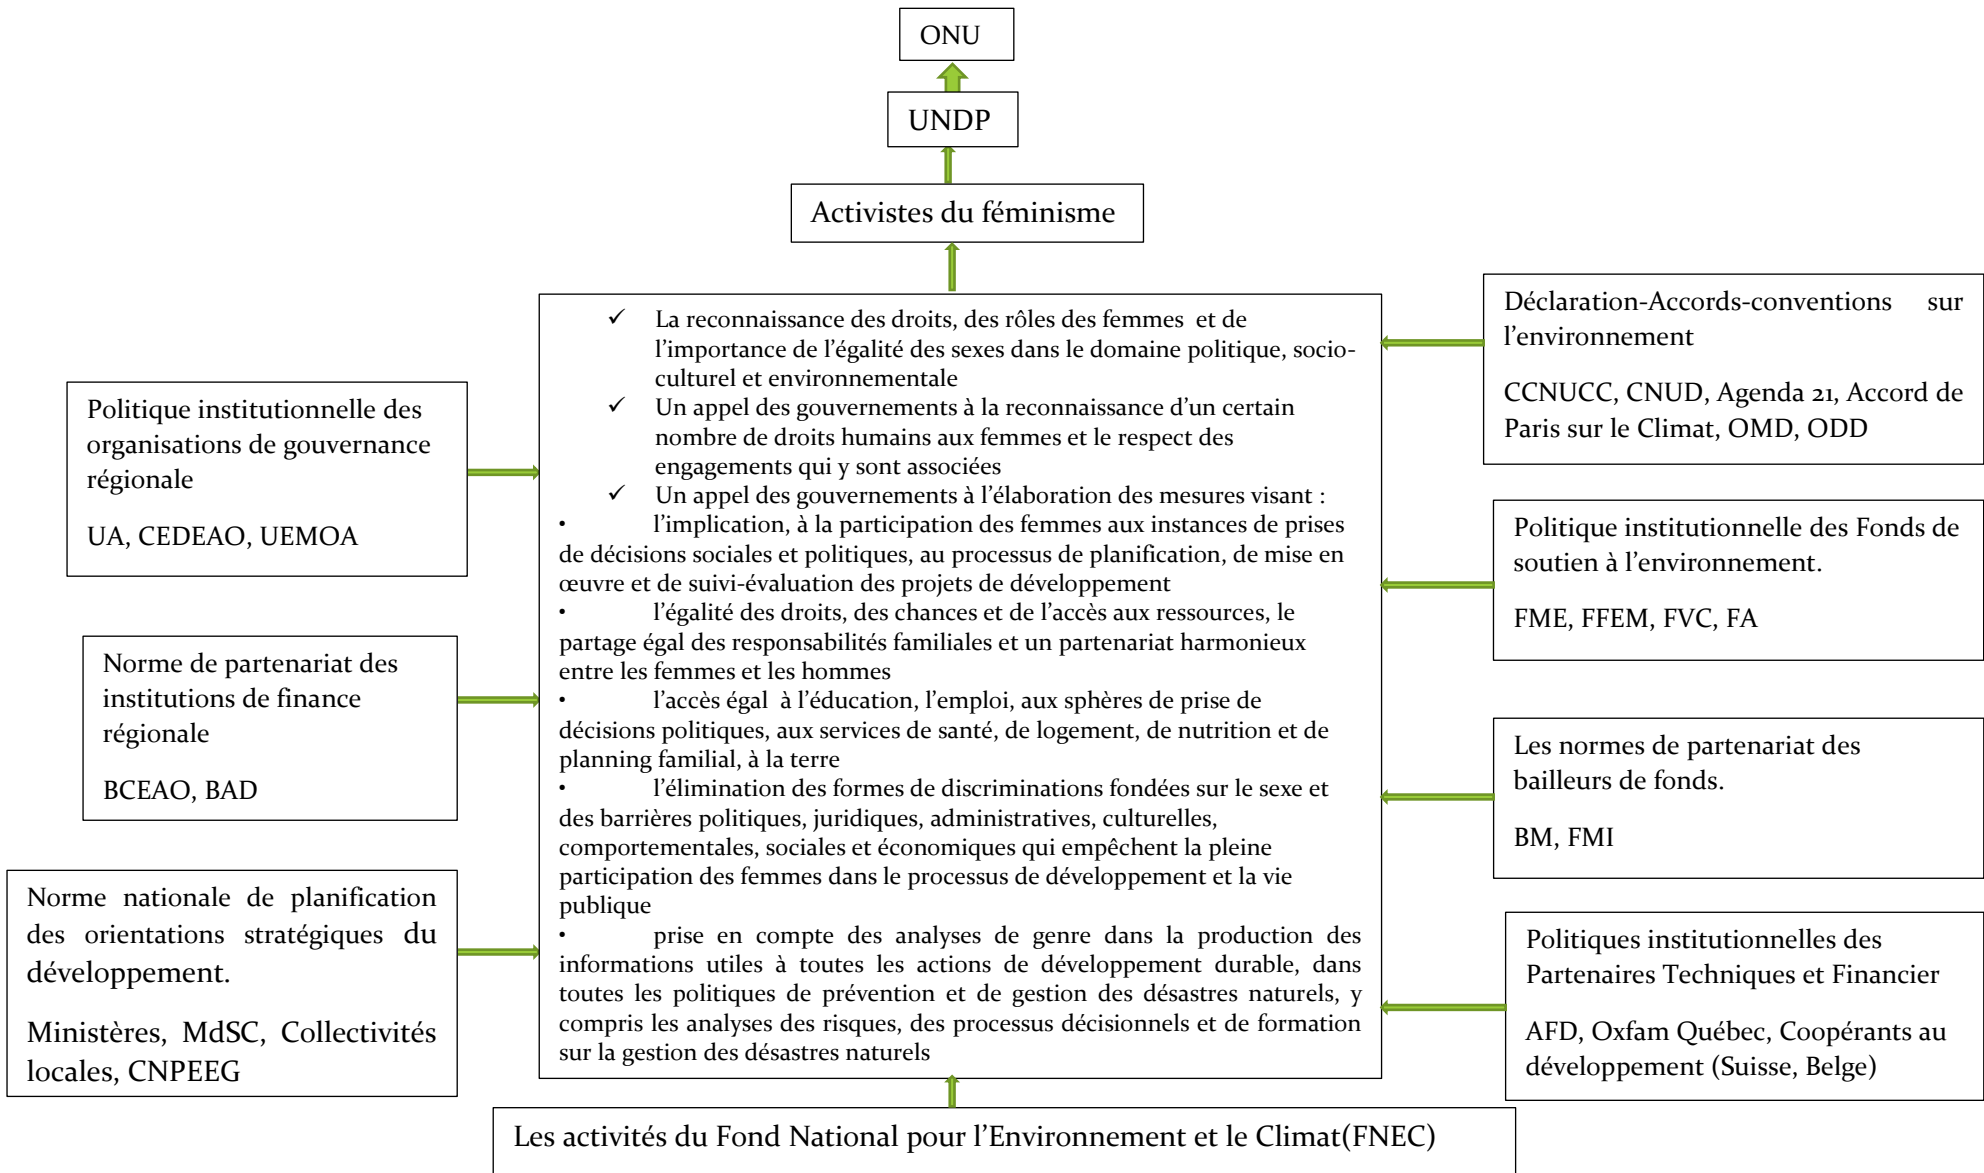 ONU
UNDP
Activistes du féminisme
✓ La reconnaissance des droits, des rôles des femmes et de
l'importance de l'égalité des sexes dans le domaine politique, socio-
culturel et environnementale
✓ Un appel des gouvernements à la reconnaissance d'un certain
nombre de droits humains aux femmes et le respect des
engagements qui y sont associées
✓ Un appel des gouvernements à l'élaboration des mesures visant :
• l'implication, à la participation des femmes aux instances de prises
de décisions sociales et politiques, au processus de planification, de mise en
œuvre et de suivi-évaluation des projets de développement
• l'égalité des droits, des chances et de l'accès aux ressources, le
partage égal des responsabilités familiales et un partenariat harmonieux
entre les femmes et les hommes
• l'accès égal à l'éducation, l'emploi, aux sphères de prise de
décisions politiques, aux services de santé, de logement, de nutrition et de
planning familial, à la terre
• l'élimination des formes de discriminations fondées sur le sexe et
des barrières politiques, juridiques, administratives, culturelles,
comportementales, sociales et économiques qui empêchent la pleine
participation des femmes dans le processus de développement et la vie
publique
• prise en compte des analyses de genre dans la production des
informations utiles à toutes les actions de développement durable, dans
toutes les politiques de prévention et de gestion des désastres naturels, y
compris les analyses des risques, des processus décisionnels et de formation
sur la gestion des désastres naturels
Politique institutionnelle des
organisations de gouvernance
régionale
UA, CEDEAO, UEMOA
Norme de partenariat des
institutions de finance
régionale
BCEAO, BAD
Norme nationale de planification
des orientations stratégiques du
développement.
Ministères, MdSC, Collectivités
locales, CNPEEG
Déclaration-Accords-conventions sur
l'environnement
CCNUCC, CNUD, Agenda 21, Accord de
Paris sur le Climat, OMD, ODD
Politique institutionnelle des Fonds de
soutien à l'environnement.
FME, FFEM, FVC, FA
Les normes de partenariat des
bailleurs de fonds.
BM, FMI
Politiques institutionnelles des
Partenaires Techniques et Financier
AFD, Oxfam Québec, Coopérants au
développement (Suisse, Belge)
Les activités du Fond National pour l'Environnement et le Climat(FNEC)